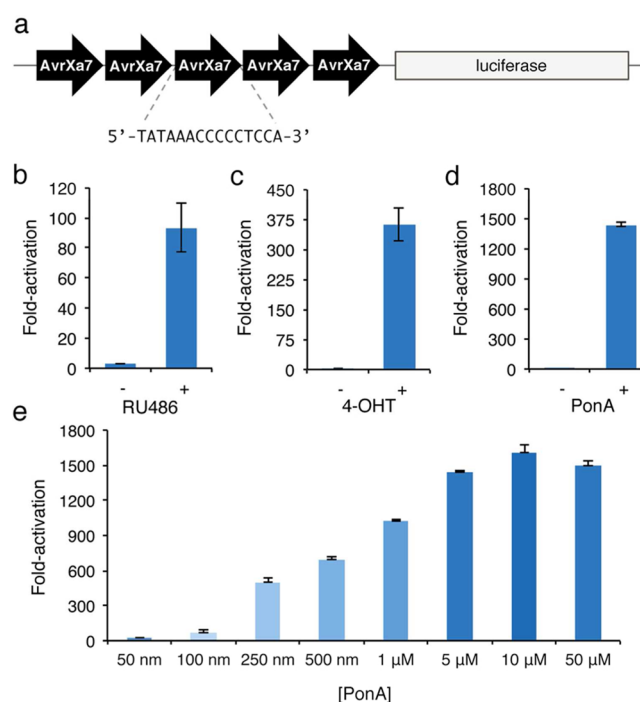 a
AvrXa7 AvrXa7 AvrXa7 AvrXa7 AvrXa7 luciferase
5'-TATAAACCCCCTCCA-3'
b
Fold-activation
120
100
80
60
40
20
0
- +
RU486
c
Fold-activation
450
375
300
225
150
75
0
- +
4-OHT
d
Fold-activation
1800
1500
1200
900
600
300
0
- +
PonA
e
Fold-activation
1800
1500
900
600
300
0
50 nm 100 nm 250 nm 500 nm 1 µM 5 µM 10 µM 50 µM
[PonA]